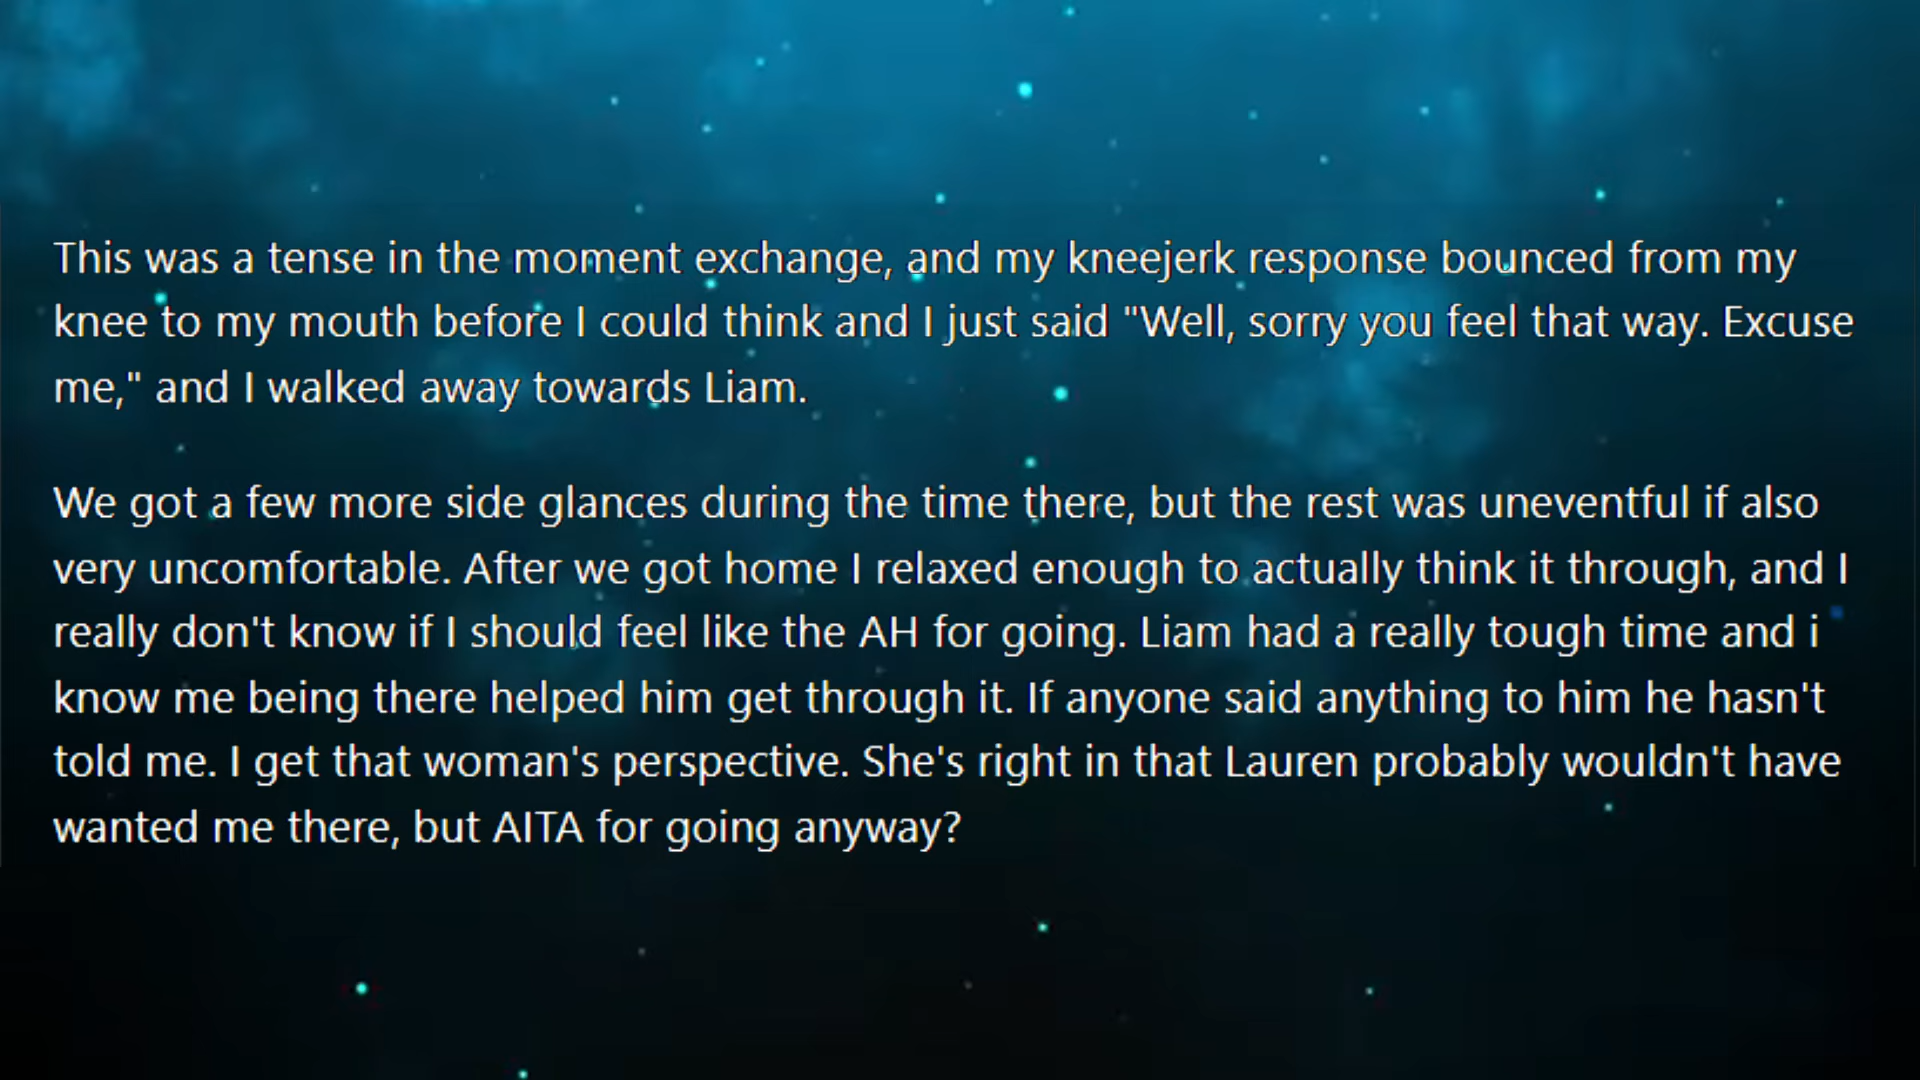 This was a tense in the moment exchange, and my kneejerk response bounced from my
knee to my mouth before I could think and I just said "Well, sorry you feel that way. Excuse
me," and I walked away towards Liam.
We got a few more side glances during the time there, but the rest was uneventful if also
very uncomfortable. After we got home I relaxed enough to actually think it through, and I
really don't know if I should feel like the AH for going. Liam had a really tough time and i
know me being there helped him get through it. If anyone said anything to him he hasn't
told me. I get that woman's perspective. She's right in that Lauren probably wouldn't have
wanted me there, but AITA for going anyway?